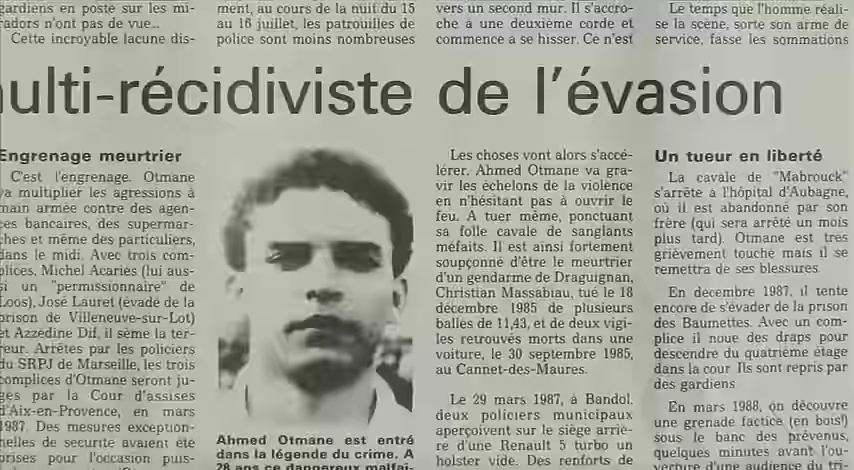 gardiens en poste sur les mi-
radors n'ont pas de vue...
Cette incroyable lacune dis-
ment, au cours de la nuit du 15
au 16 juillet, les patrouilles de
police sont moins nombreuses
vers un second mur. Il s'accro-
che à une deuxième corde et
commence a se hisser. Ce n'est
Le temps que l'homme réali-
se la scène, sorte son arme de
service, fasse les sommations
ulti-récidiviste de l'évasion
Engrenage meurtrier
C'est l'engrenage. Otmane
va multiplier les agressions à
main armée contre des agen-
ces bancaires, des supermar-
ches et même des particuliers,
dans le midi. Avec trois com-
plices, Michel Acariès (lui aus-
si un "permissionnaire" de
Loos), José Lauret (évadé de la
prison de Villeneuve-sur-Lot)
et Azzédine Dif, il sème la ter-
reur. Arrêtes par les policiers
du SRPJ de Marseille, les trois
complices d'Otmane seront ju-
ges par la Cour d'assises
d'Aix-en-Provence, en mars
1987. Des mesures exception-
nelles de securite avaient été
prises pour l'occasion puis-
Ahmed Otmane est entré
dans la légende du crime. A
28 ans ce dangereux malfai-
Les choses vont alors s'accé-
lérer. Ahmed Otmane va gra-
vir les échelons de la violence
en n'hésitant pas à ouvrir le
feu. A tuer même, ponctuant
sa folle cavale de sanglants
méfaits. Il est ainsi fortement
soupçonné d'être le meurtrier
d'un gendarme de Draguignan,
Christian Massabiau, tué le 18
décembre 1985 de plusieurs
balles de 11,43, et de deux vigi-
les retrouvés morts dans une
voiture, le 30 septembre 1985,
au Cannet-des-Maures.
Le 29 mars 1987, à Bandol,
deux policiers municipaux
aperçoivent sur le siège arriè-
re d'une Renault 5 turbo un
holster vide. Des renforts de
Un tueur en liberté
La cavale de "Mabrouck"
s'arrête à l'hôpital d'Aubagne,
où il est abandonné par son
frère (qui sera arrêté un mois
plus tard). Otmane est très
grièvement touché mais il se
remettra de ses blessures.
En décembre 1987, il tente
encore de s'évader de la prison
des Baumettes. Avec un com-
plice il noue des draps pour
descendre du quatrième étage
dans la cour Ils sont repris par
des gardiens
En mars 1988, on découvre
une grenade factice (en bois!)
sous le banc des prévenus,
quelques minutes avant l'ou-
verture d'une audience du tri-